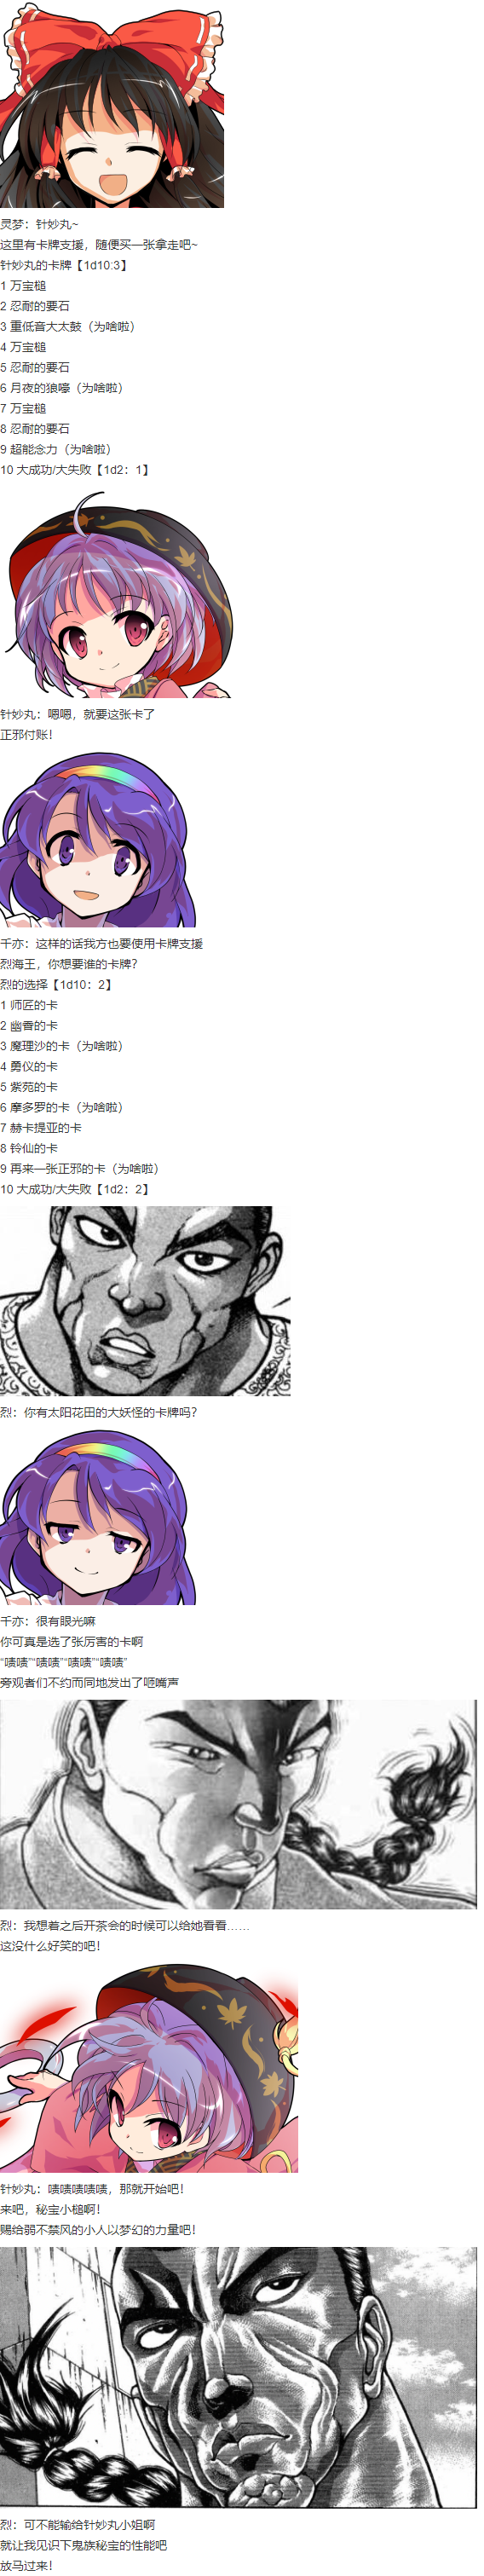 灵梦：针妙丸~
这里有卡牌支援，随便买一张拿走吧~
针妙丸的卡牌【1d10:3】
1 万宝槌
2 忍耐的要石
3 重低音大太鼓（为啥啦）
4 万宝槌
5 忍耐的要石
6 月夜的狼嚎（为啥啦）
7 万宝槌
8 忍耐的要石
9 超能念力（为啥啦）
10 大成功/大失败【1d2：1】
针妙丸：嗯嗯，就要这张卡了
正邪付账！
千亦：这样的话我方也要使用卡牌支援
烈海王，你想要谁的卡牌？
烈的选择【1d10：2】
1 师匠的卡
2 幽香的卡
3 魔理沙的卡（为啥啦）
4 勇仪的卡
5 紫苑的卡
6 摩多罗的卡（为啥啦）
7 赫卡提亚的卡
8 铃仙的卡
9 再来一张正邪的卡（为啥啦）
10 大成功/大失败【1d2：2】
烈：你有太阳花田的大妖怪的卡牌吗？
千亦：很有眼光嘛
你可真是选了张厉害的卡啊
“啧啧”“啧啧”“啧啧”“啧啧”
旁观者们不约而同地发出了咂嘴声
烈：我想着之后开茶会的时候可以给她看看……
这没什么好笑的吧！
针妙丸：啧啧啧啧啧，那就开始吧！
来吧，秘宝小槌啊！
赐给弱不禁风的小人以梦幻的力量吧！
烈：可不能输给针妙丸小姐啊
就让我见识下鬼族秘宝的性能吧
放马过来！